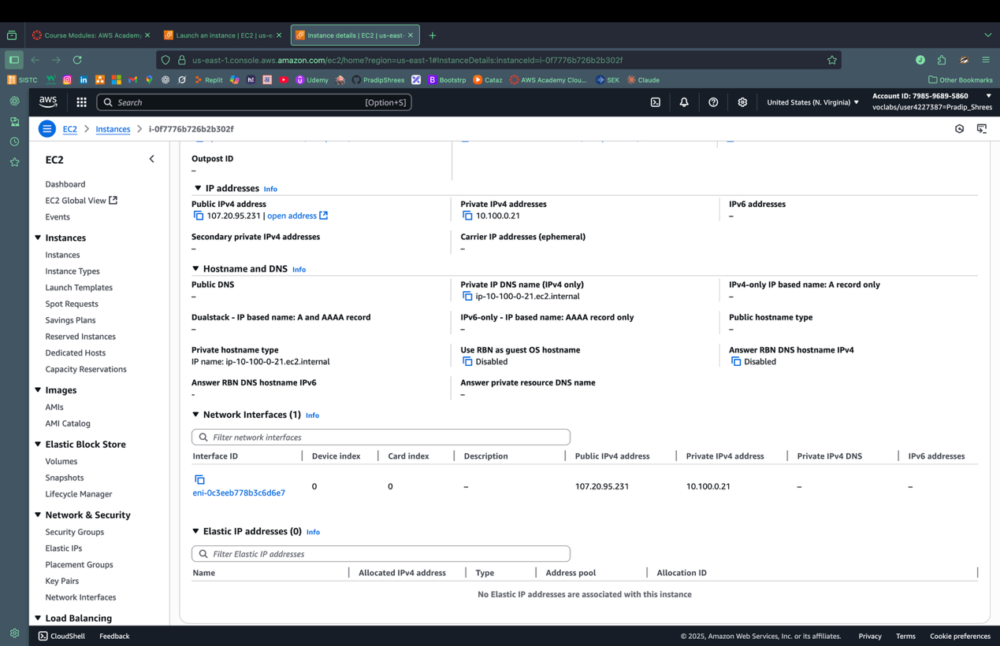 Course Modules: AWS Academy
Launch an instance | EC2 | us-e
Instance details | EC2 | us-east-
us-east-1.console.aws.amazon.com/ec2/home?region=us-east-1#InstanceDetails:instanceId=i-0f7776b726b2b302f
SISTC
Replit
h!
Udemy
PradipShrees
Bootstrp
Cataz
AWS Academy Clou...
SEK
Claude
Other Bookmarks
aws
Search
[Option+S]
United States (N. Virginia)
Account ID: 7985-9689-5860
voclabs/user4227387=Pradip_Shrees
EC2
Instances
i-0f7776b726b2b302f
EC2
Dashboard
EC2 Global View
Events
Instances
Instances
Instance Types
Launch Templates
Spot Requests
Savings Plans
Reserved Instances
Dedicated Hosts
Capacity Reservations
Images
AMIs
AMI Catalog
Elastic Block Store
Volumes
Snapshots
Lifecycle Manager
Network & Security
Security Groups
Elastic IPs
Placement Groups
Key Pairs
Network Interfaces
Load Balancing
Outpost ID
–
IP addresses Info
Public IPv4 address
107.20.95.231 | open address
Private IPv4 addresses
10.100.0.21
IPv6 addresses
–
Secondary private IPv4 addresses
–
Carrier IP addresses (ephemeral)
–
Hostname and DNS Info
Public DNS
–
Private IP DNS name (IPv4 only)
ip-10-100-0-21.ec2.internal
IPv4-only IP based name: A record only
–
Dualstack - IP based name: A and AAAA record
–
IPv6-only - IP based name: AAAA record only
–
Public hostname type
–
Private hostname type
IP name: ip-10-100-0-21.ec2.internal
Use RBN as guest OS hostname
Disabled
Answer RBN DNS hostname IPv4
Disabled
Answer RBN DNS hostname IPv6
-
Answer private resource DNS name
–
Network Interfaces (1) Info
Filter network interfaces
Interface ID Device index Card index Description Public IPv4 address Private IPv4 address Private IPv4 DNS IPv6 addresses
eni-0c3eeb778b3c6d6e7 0 0 – 107.20.95.231 10.100.0.21 – –
Elastic IP addresses (0) Info
Filter Elastic IP addresses
Name Allocated IPv4 address Type Address pool Allocation ID
No Elastic IP addresses are associated with this instance
CloudShell Feedback
© 2025, Amazon Web Services, Inc. or its affiliates. Privacy Terms Cookie preferences